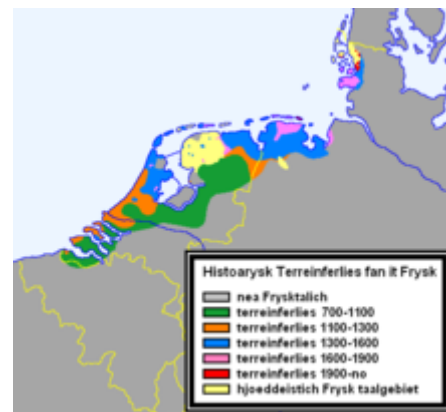 Histoarysk Terreinferlies fan it Frysk
nea Frysktalich
terreinferlies 700-1100
terreinferlies 1100-1300
terreinferlies 1300-1600
terreinferlies 1600-1900
terreinferlies 1900-no
hjoeddeistich Frysk taalgebiet